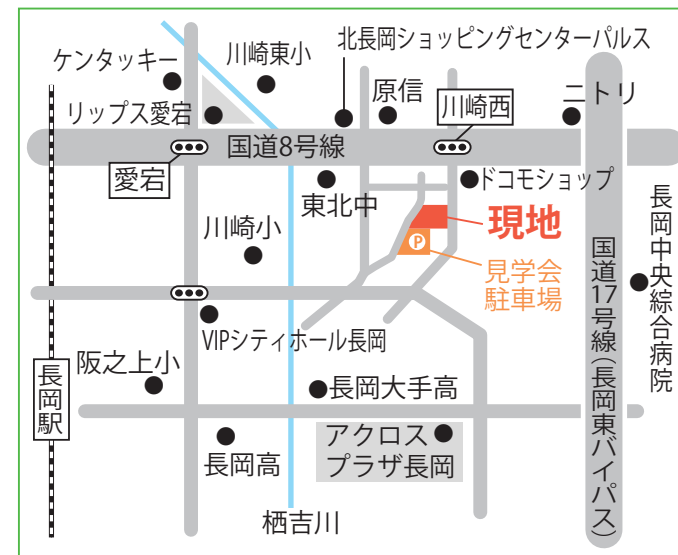 北長岡ショッピングセンターパルス
川崎東小
ケンタッキー
原信
川崎西
ニトリ
リップス愛宕
国道8号線
愛宕
東北中
ドコモショップ
川崎小
現地
P
見学会
駐車場
長岡中央綜合病院
国道17号線(長岡東バイパス)
VIPシティホール長岡
阪之上小
長岡駅
長岡大手高
アクロス
プラザ長岡
長岡高
栖吉川